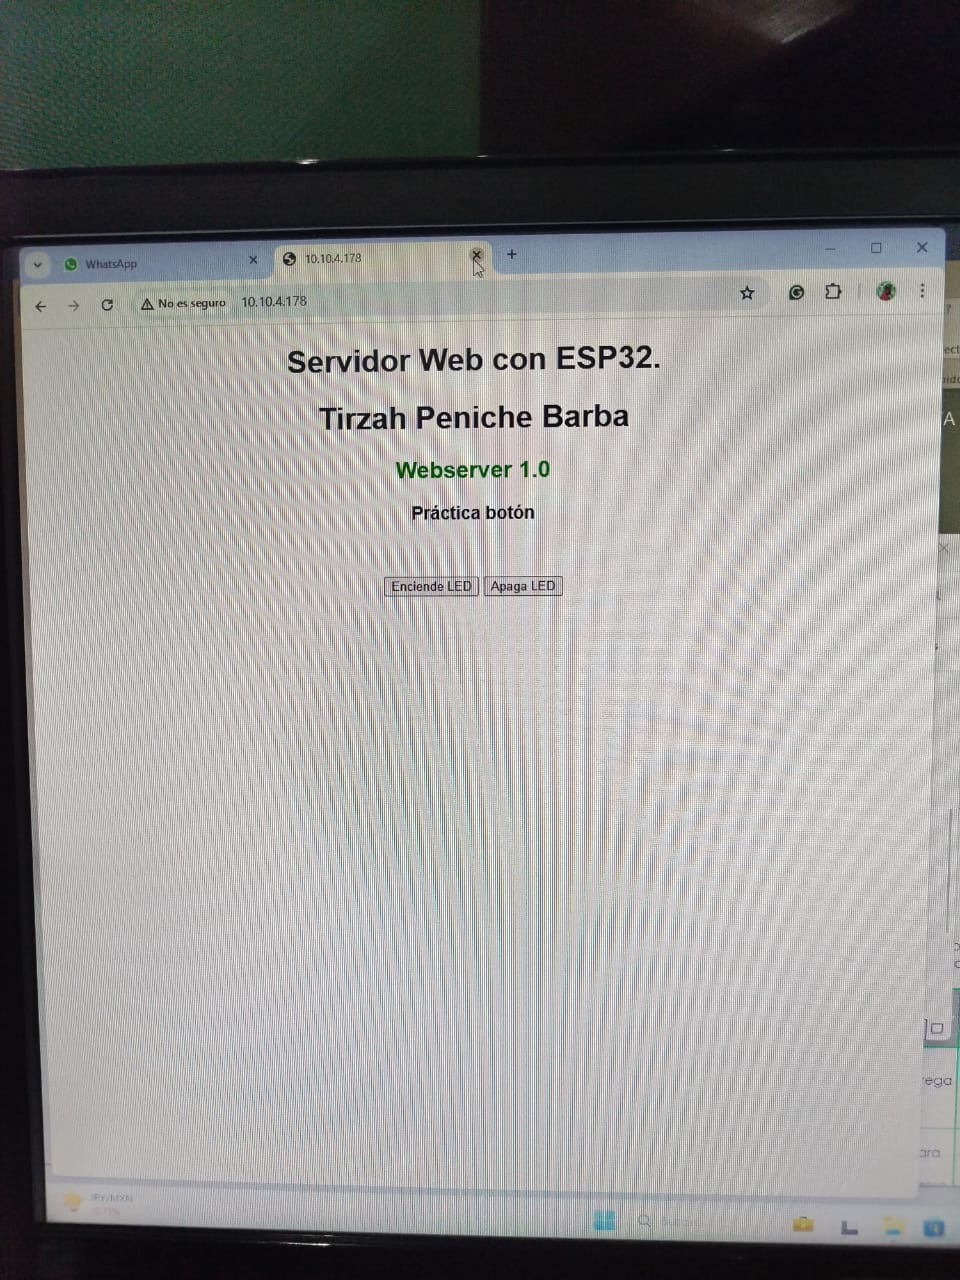 WhatsApp
10.10.4.178
No es seguro
10.10.4.178
Servidor Web con ESP32.
Tirzah Peniche Barba
Webserver 1.0
Práctica botón
Enciende LED
Apaga LED
JPY/MXN